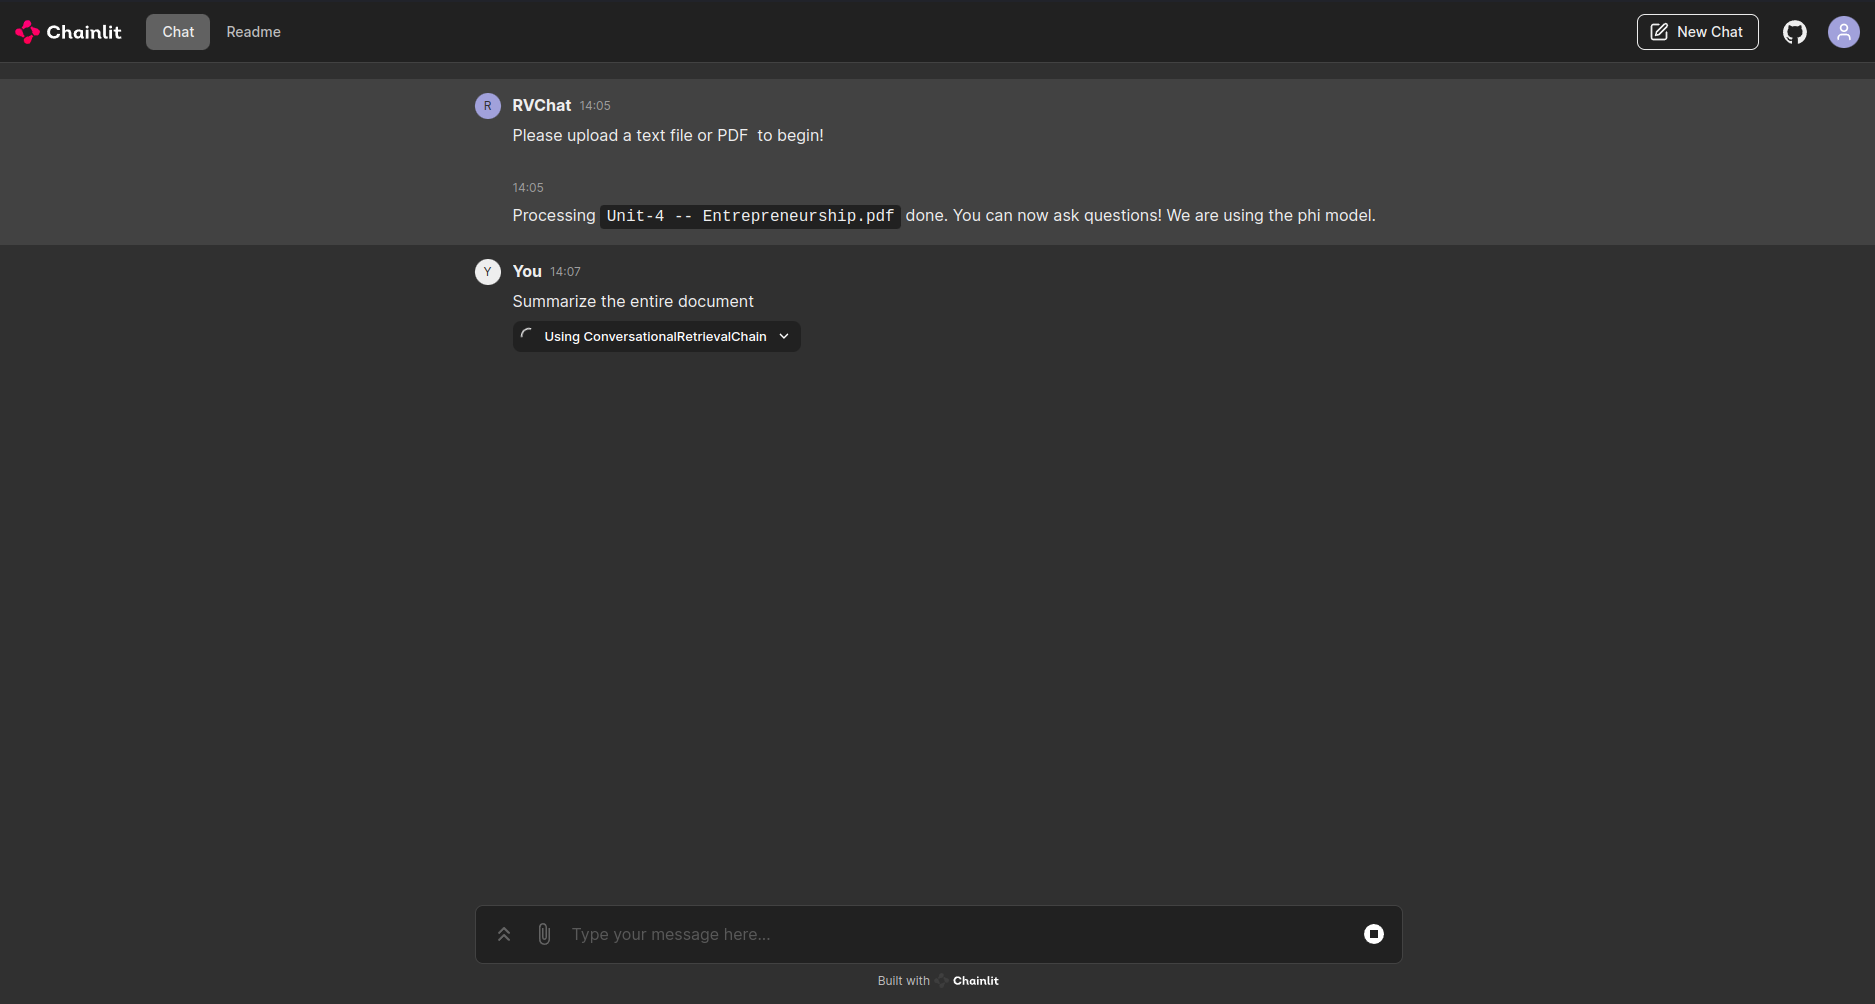 Chainlit Chat Readme New Chat
R RVChat 14:05
Please upload a text file or PDF to begin!
14:05
Processing Unit-4 -- Entrepreneurship.pdf done. You can now ask questions! We are using the phi model.
Y You 14:07
Summarize the entire document
Using ConversationalRetrievalChain
Type your message here...
Built with Chainlit